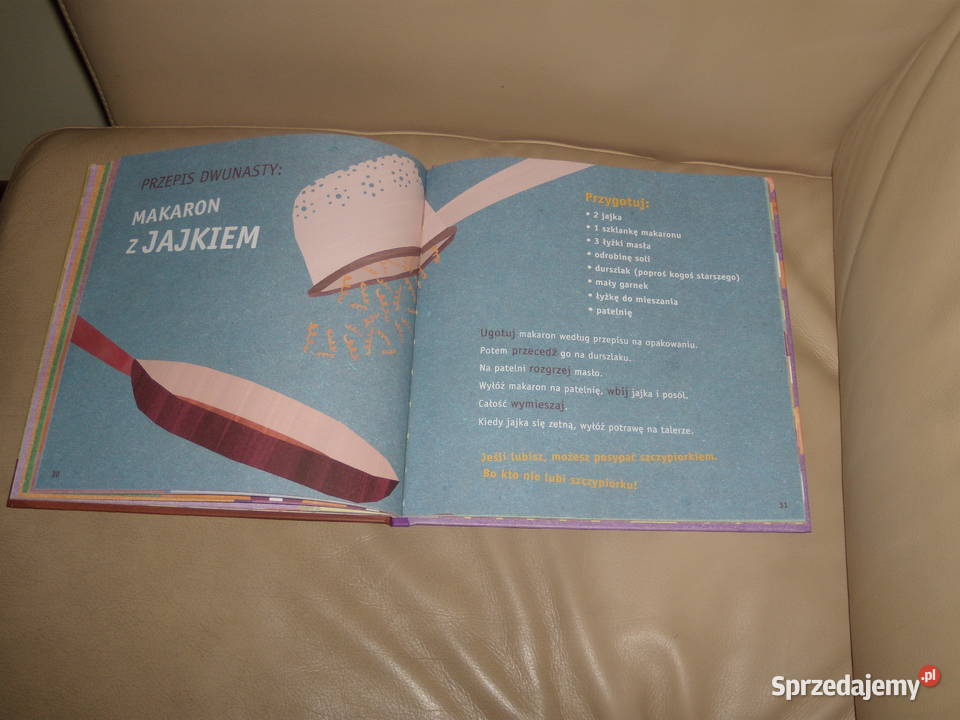 PRZEPIS DWUNASTY:
MAKARON
z JAJKIEM
30
Przygotuj:
• 2 jajka
• 1 szklankę makaronu
• 3 łyżki masła
• odrobinę soli
• durszlak (poproś kogoś starszego)
• mały garnek
• łyżkę do mieszania
• patelnię
Ugotuj makaron według przepisu na opakowaniu.
Potem przecedź go na durszlaku.
Na patelni rozgrzej masło.
Wyłóż makaron na patelnię, wbij jajka i posól.
Całość wymieszaj.
Kiedy jajka się zetną, wyłóż potrawę na talerze.
Jeśli lubisz, możesz posypać szczypiorkiem.
Bo kto nie lubi szczypiorku!
31
Sprzedajemy.pl